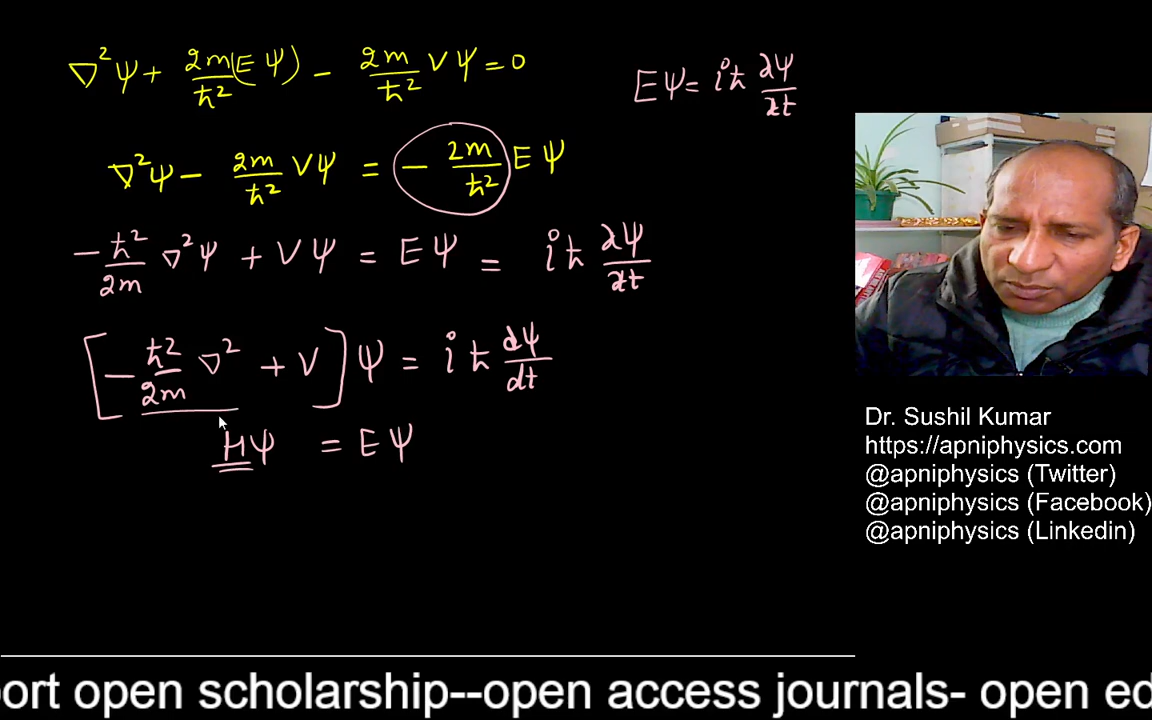 ∇²Ψ + 2m/ħ² (EΨ) − 2m/ħ² VΨ = 0
EΨ = iħ ∂Ψ/∂t
∇²Ψ − 2m/ħ² VΨ = − 2m/ħ² EΨ
− ħ²/2m ∇²Ψ + VΨ = EΨ = iħ ∂Ψ/∂t
[− ħ²/2m ∇² + V] Ψ = iħ dΨ/dt
HΨ = EΨ
Dr. Sushil Kumar
https://apniphysics.com
@apniphysics (Twitter)
@apniphysics (Facebook)
@apniphysics (Linkedin)
ort open scholarship--open access journals- open ed